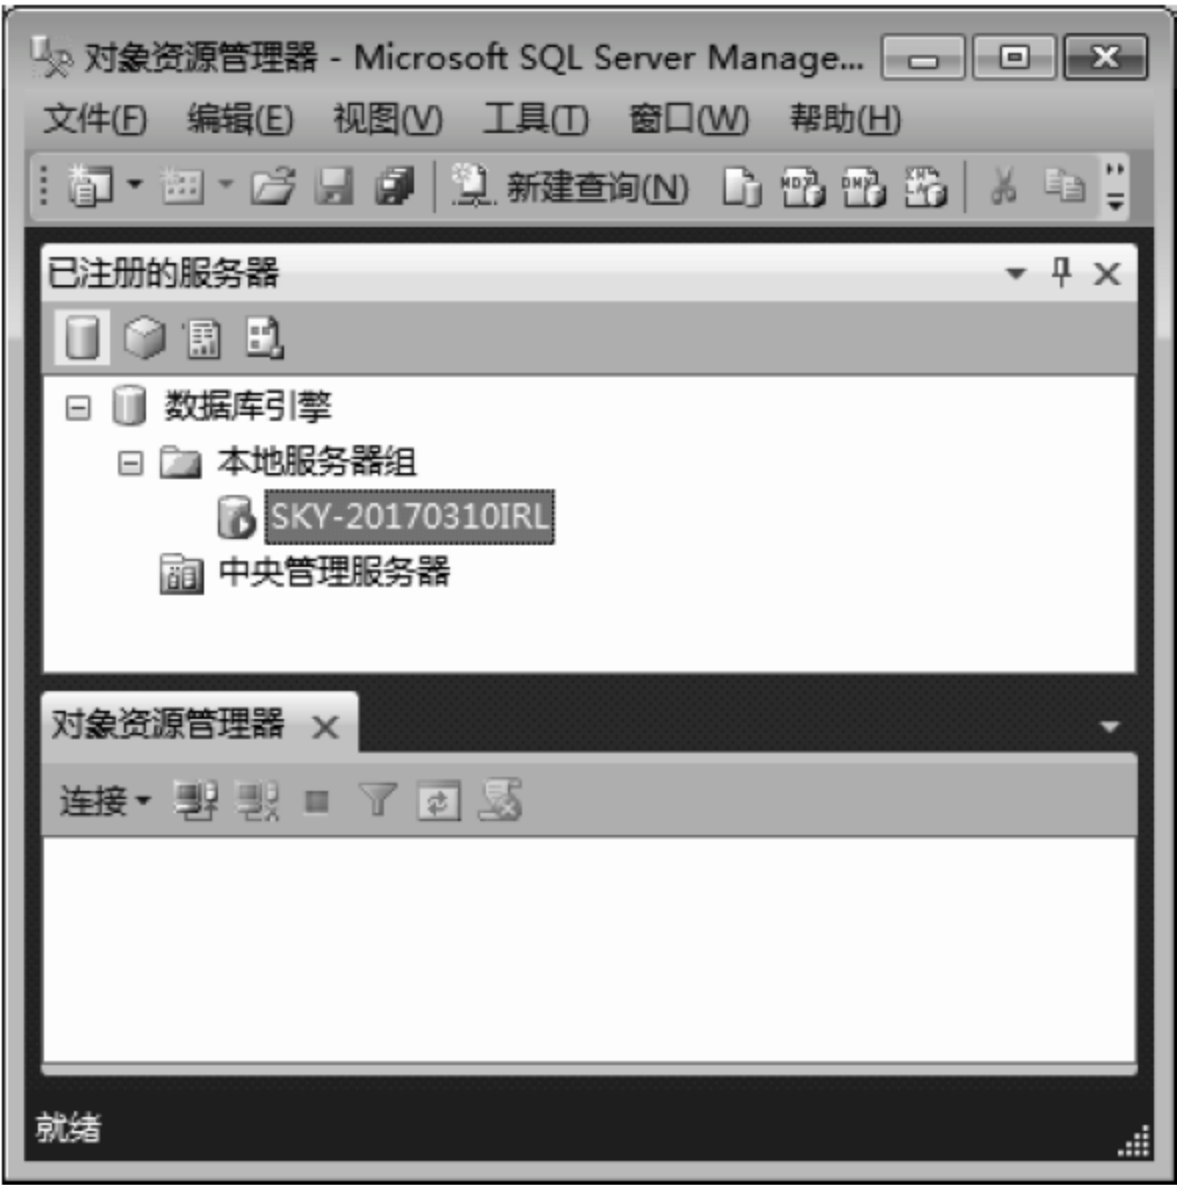 对象资源管理器 - Microsoft SQL Server Manage...
文件(F) 编辑(E) 视图(V) 工具(T) 窗口(W) 帮助(H)
新建查询(N) MDX DMX XMLA
已注册的服务器
数据库引擎
本地服务器组
SKY-20170310IRL
中央管理服务器
对象资源管理器
连接
就绪